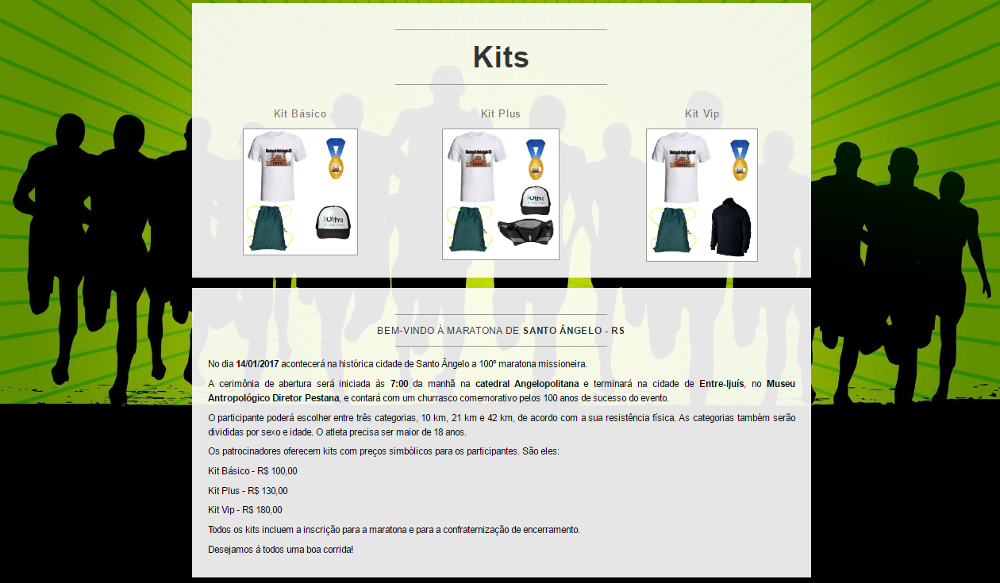 Kits
Kit Básico
Kit Plus
Kit Vip
Ultra
BEM-VINDO À MARATONA DE SANTO ÂNGELO - RS
No dia 14/01/2017 acontecerá na histórica cidade de Santo Ângelo a 100º maratona missioneira.
A cerimônia de abertura será iniciada às 7:00 da manhã na catedral Angelopolitana e terminará na cidade de Entre-Ijuís, no Museu
Antropológico Diretor Pestana, e contará com um churrasco comemorativo pelos 100 anos de sucesso do evento.
O participante poderá escolher entre três categorias, 10 km, 21 km e 42 km, de acordo com a sua resistência física. As categorias também serão
divididas por sexo e idade. O atleta precisa ser maior de 18 anos.
Os patrocinadores oferecem kits com preços simbólicos para os participantes. São eles:
Kit Básico - R$ 100,00
Kit Plus - R$ 130,00
Kit Vip - R$ 180,00
Todos os kits incluem a inscrição para a maratona e para a confraternização de encerramento.
Desejamos à todos uma boa corrida!